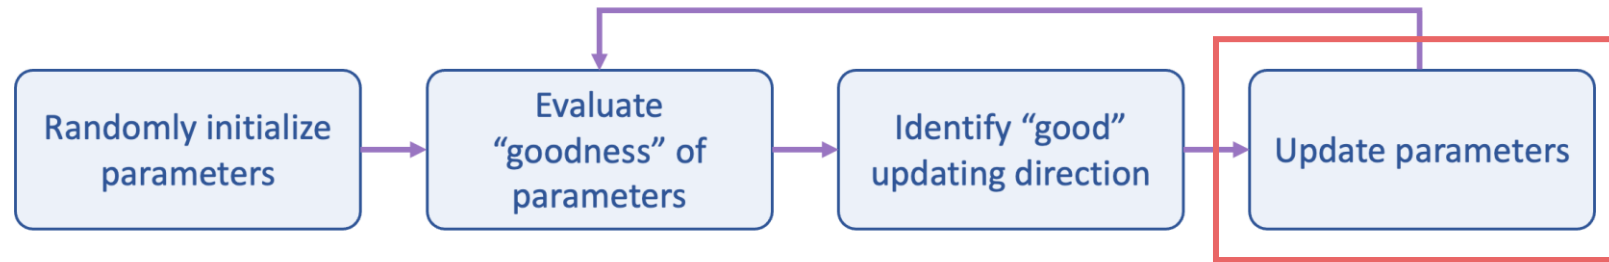 Randomly initialize
parameters
Evaluate
“goodness” of
parameters
Identify “good”
updating direction
Update parameters